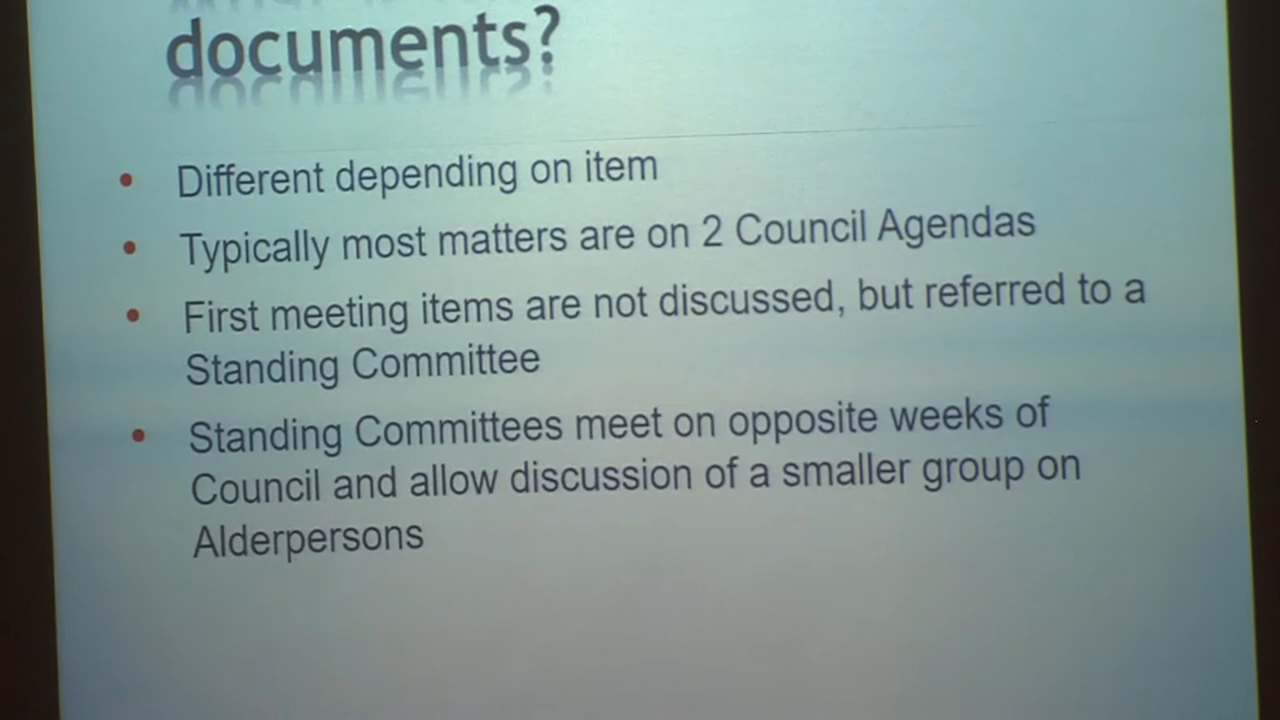 documents?
• Different depending on item
• Typically most matters are on 2 Council Agendas
• First meeting items are not discussed, but referred to a
Standing Committee
• Standing Committees meet on opposite weeks of
Council and allow discussion of a smaller group on
Alderpersons